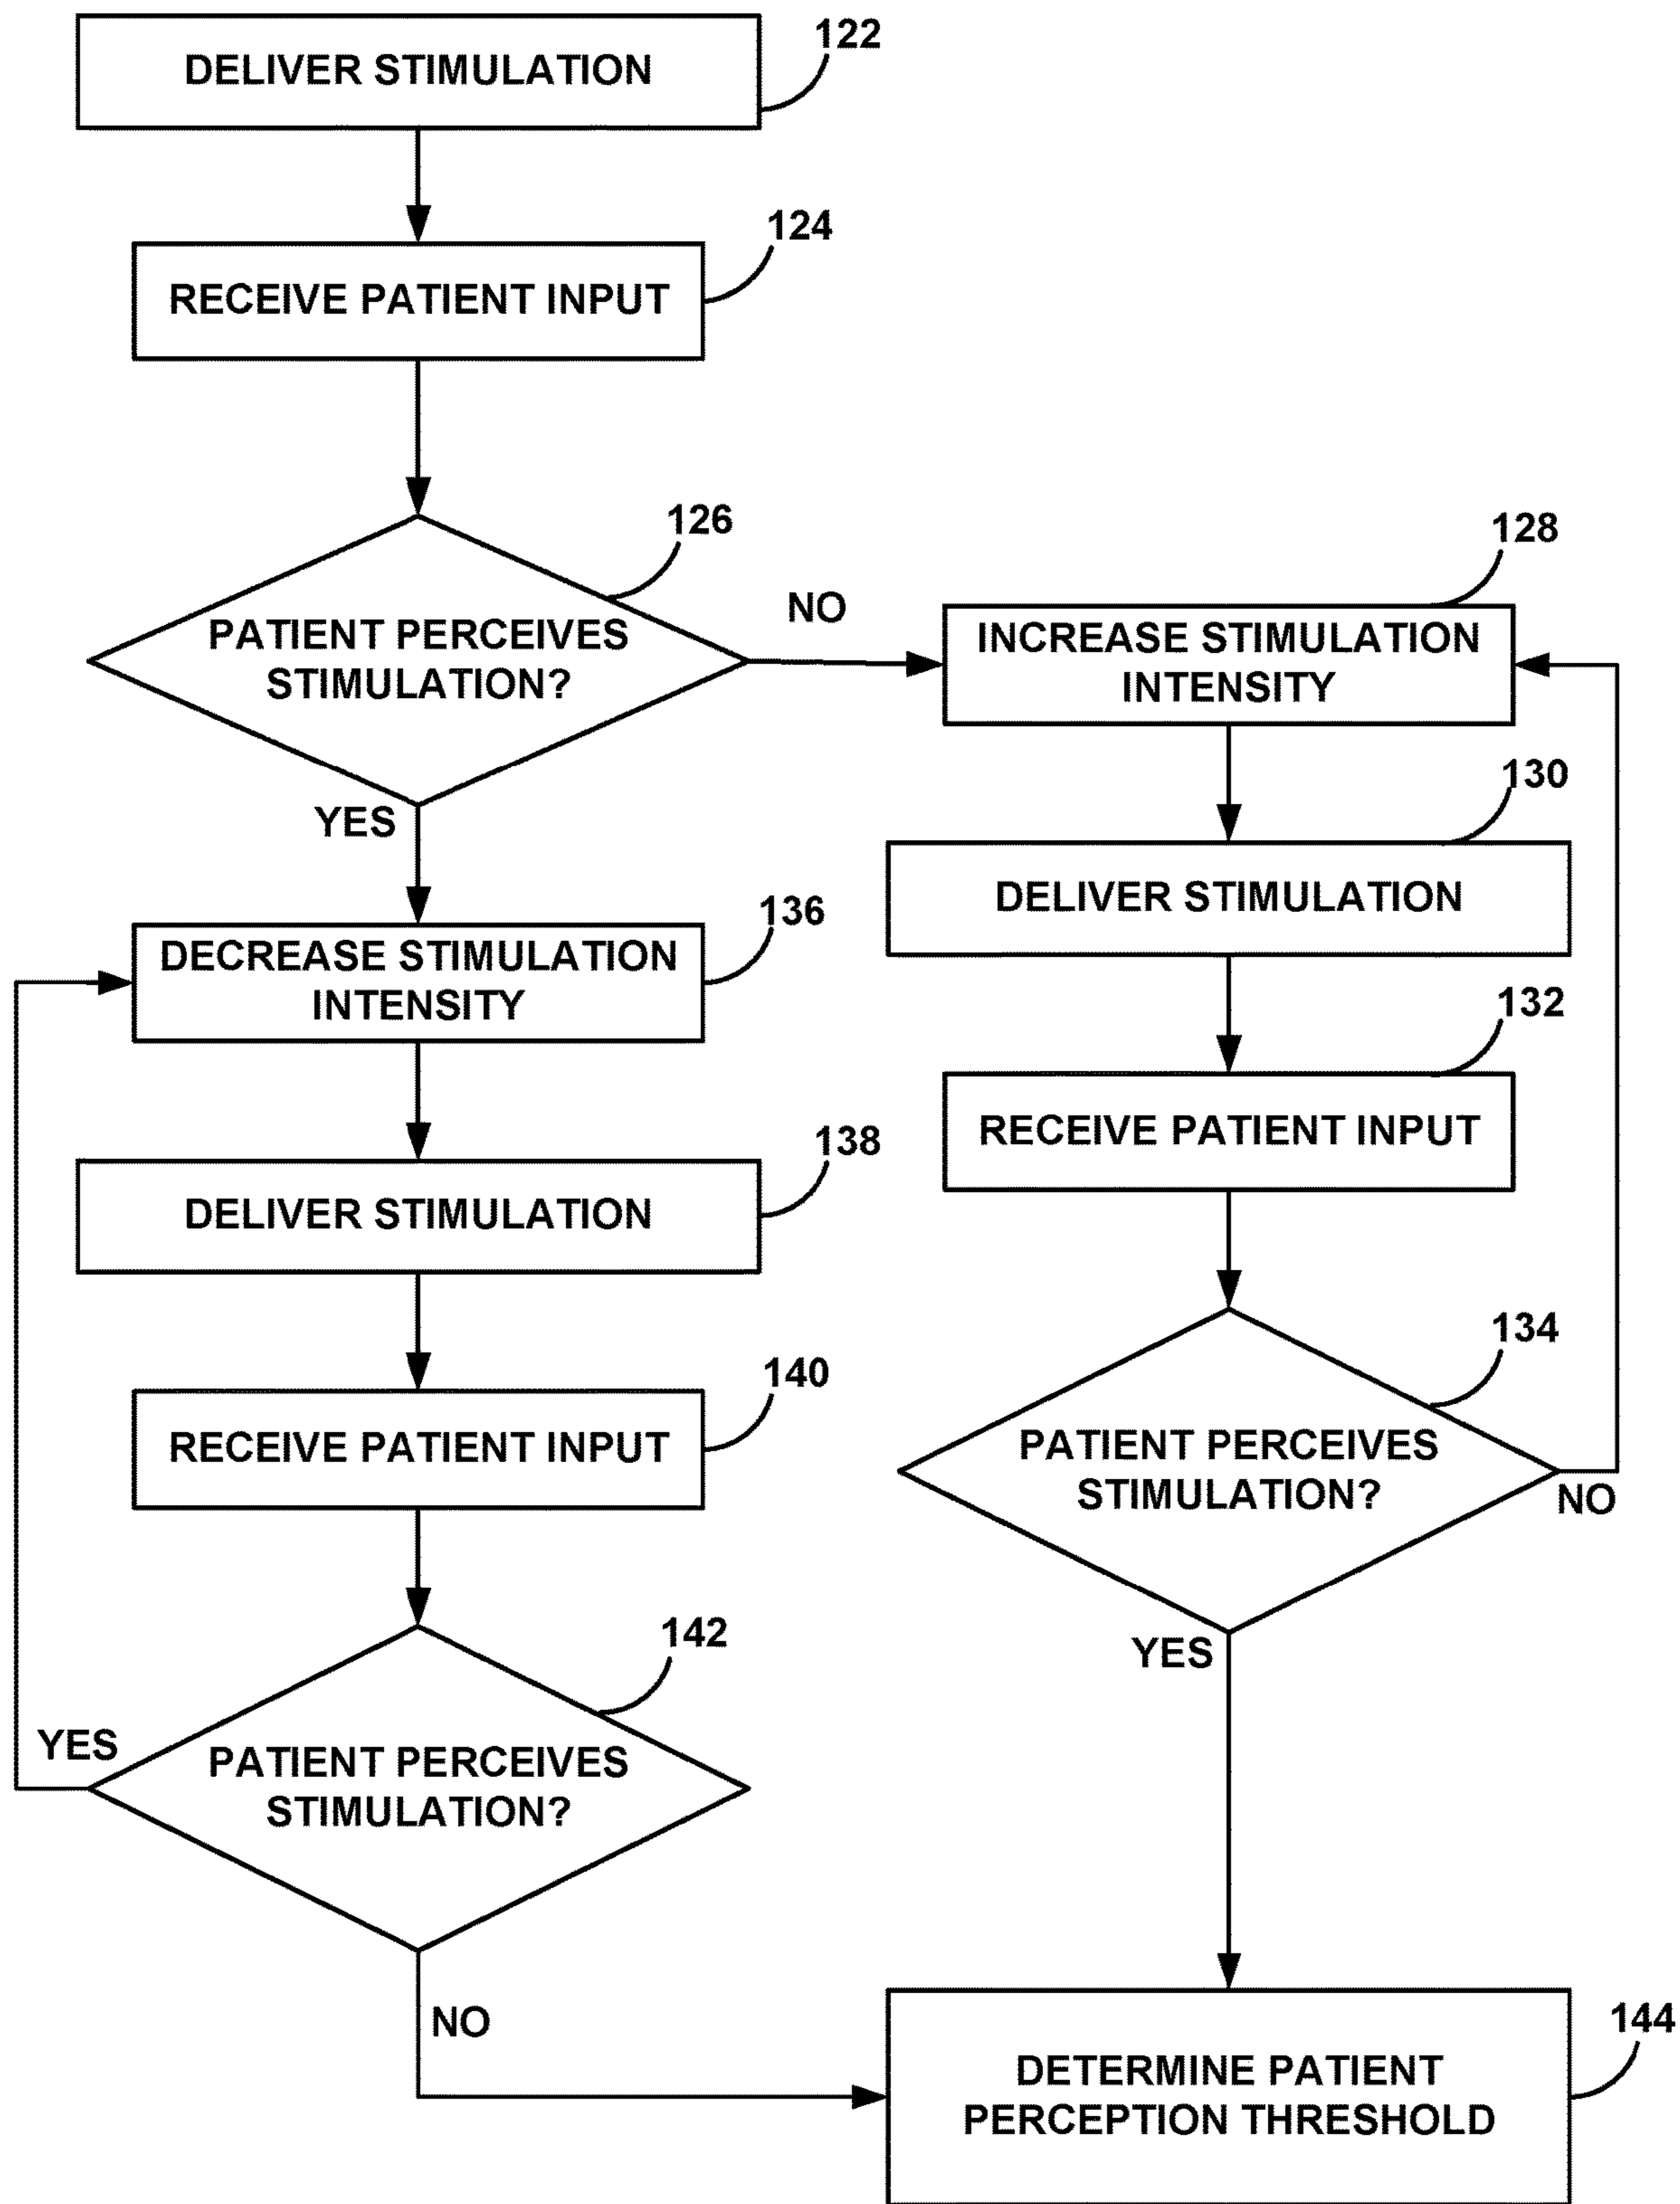 DELIVER STIMULATION
122
RECEIVE PATIENT INPUT
124
PATIENT PERCEIVES
STIMULATION?
126
NO
YES
INCREASE STIMULATION
INTENSITY
128
DELIVER STIMULATION
130
RECEIVE PATIENT INPUT
132
PATIENT PERCEIVES
STIMULATION?
134
NO
YES
DECREASE STIMULATION
INTENSITY
136
DELIVER STIMULATION
138
RECEIVE PATIENT INPUT
140
PATIENT PERCEIVES
STIMULATION?
142
YES
NO
DETERMINE PATIENT
PERCEPTION THRESHOLD
144